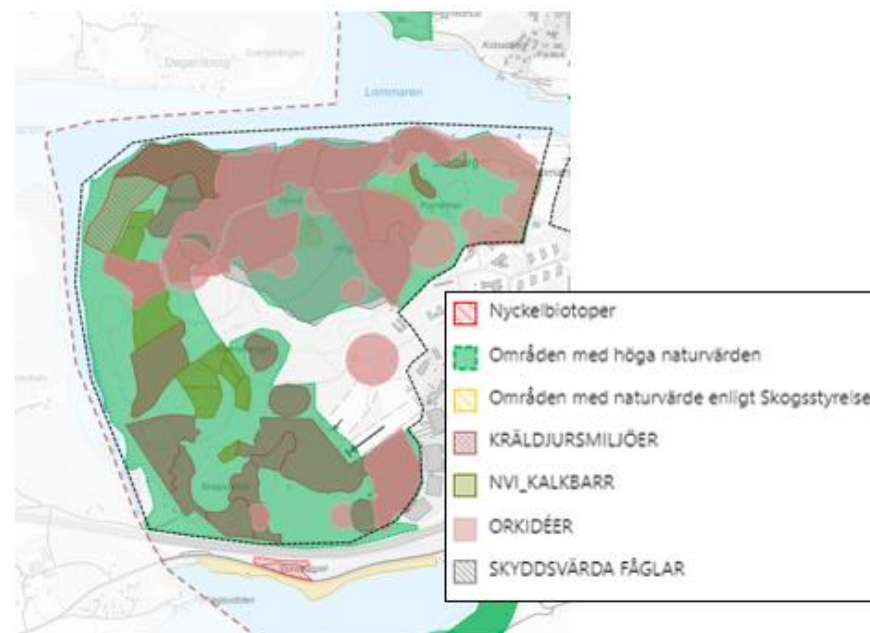 Lommaren
Nyckelbiotoper
Områden med höga naturvärden
Områden med naturvärde enligt Skogsstyrelse
KRÄLDJURSMILJÖER
NVI_KALKBARR
ORKIDÉER
SKYDDSVÄRDA FÅGLAR